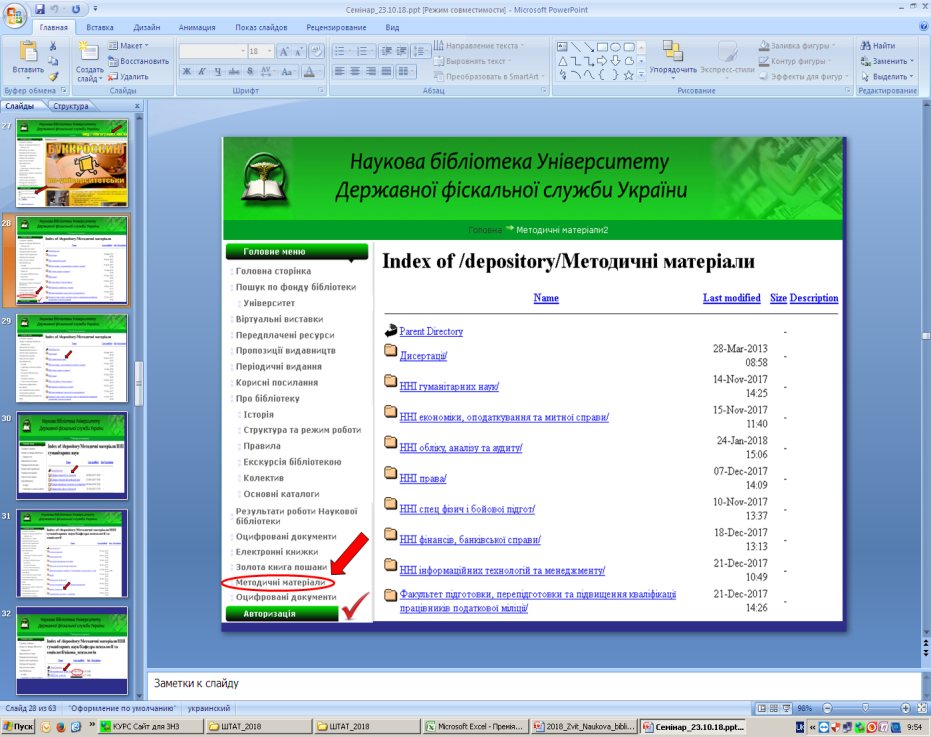 Семінар_23.10.18.ppt [Режим совместимости] - Microsoft PowerPoint
Главная Вставка Дизайн Анимация Показ слайдов Рецензирование Вид
Вставить
Буфер обмена
Создать слайд
Макет
Восстановить
Удалить
Слайды
18
Ж К Ч abe S AV Aa А
Шрифт
Направление текста
Выровнять текст
Преобразовать в SmartArt
Абзац
Упорядочить Экспресс-стили
Заливка фигуры
Контур фигуры
Эффекты для фигур
Рисование
Найти
Заменить
Выделить
Редактирование
Слайды Структура
27
БУККРОССИНГ
по-университетськи
28
29
30
31
32
Наукова бібліотека Університету
Державної фіскальної служби України
Головна Методичні матеріали2
Головне меню
Головна сторінка
Пошук по фонду бібліотеки
Університет
Віртуальні виставки
Передплачені ресурси
Пропозиції видавництв
Періодичні видання
Корисні посилання
Про бібліотеку
Історія
Структура та режим роботи
Правила
Екскурсія бібліотекою
Колектив
Основні каталоги
Результати роботи Наукової
бібліотеки
Оцифровані документи
Електронні книжки
Золота книга пошани
Методичні матеріали
Оцифровані документи
Авторизація
Index of /depository/Методичні матеріали
Name Last modified Size Description
Parent Directory -
Дисертації/ 28-Mar-2013 08:58 -
ННІ гуманітарних наук/ 14-Nov-2017 14:25 -
ННІ економіки, оподаткування та митної справи/ 15-Nov-2017 11:40 -
ННІ обліку, аналізу та аудиту/ 24-Jan-2018 15:06 -
ННІ права/ 07-Dec-2017 14:09 -
ННІ спец фізич і бойової підгот/ 10-Nov-2017 13:37 -
ННІ фінансів, банківської справи/ 18-Dec-2017 13:13 -
ННІ інформаційних технологій та менеджменту/ 21-Dec-2017 10:49 -
Факультет підготовки, перепідготовки та підвищення кваліфікації
працівників податкової міліції/ 21-Dec-2017 14:26 -
Заметки к слайду
Слайд 28 из 63 "Оформление по умолчанию" украинский 98%
Пуск КУРС Сайт для ЗНЗ ШТАТ_2018 ШТАТ_2018 Microsoft Excel - Премія... 2018_Zvit_Naukova_bibli... Семінар_23.10.18.ppt... 9:54